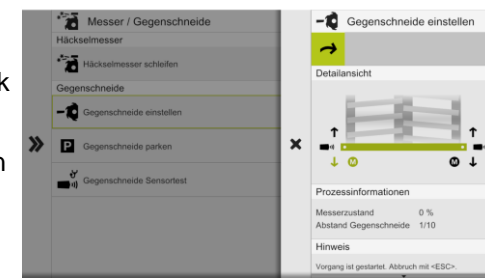 Messer / Gegenschneide
Häckselmesser
Häckselmesser schleifen
Gegenschneide
Gegenschneide einstellen
P Gegenschneide parken
Gegenschneide Sensortest
k
n
Gegenschneide einstellen
Detailansicht
M
M
Prozessinformationen
Messerzustand 0 %
Abstand Gegenschneide 1/10
Hinweis
Vorgang ist gestartet. Abbruch mit <ESC>.